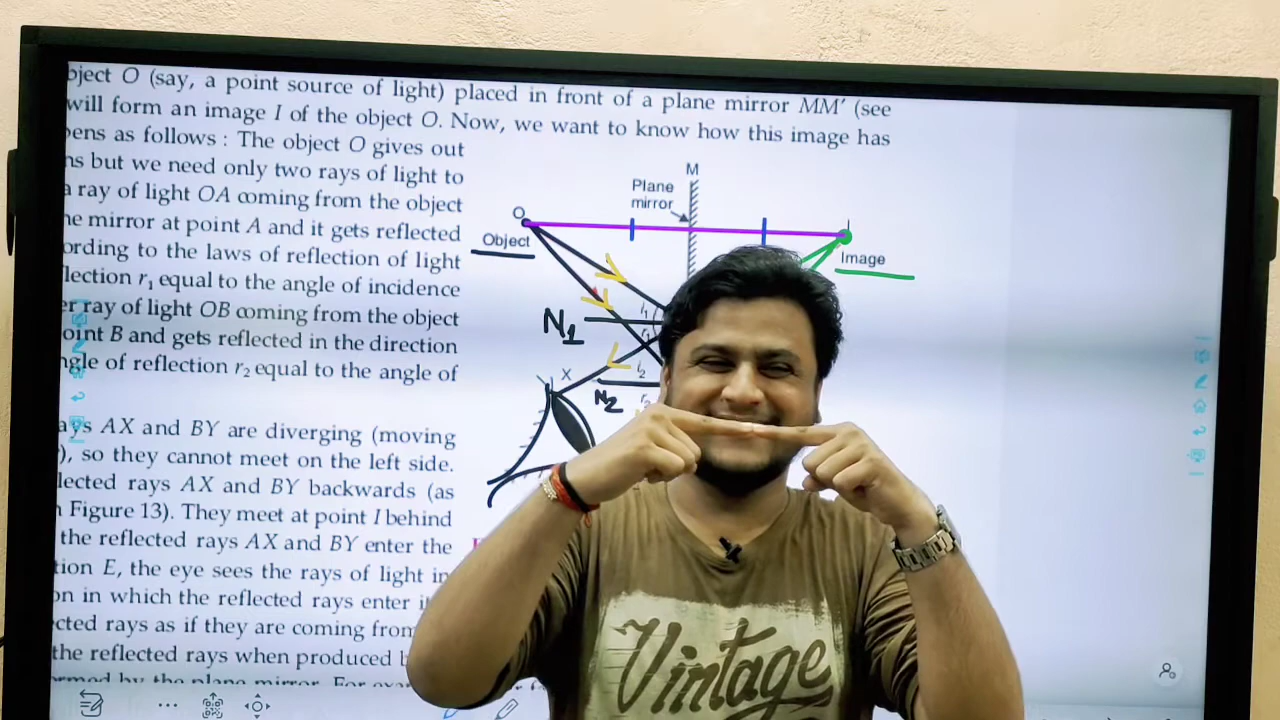 bject O (say, a point source of light) placed in front of a plane mirror MM′ (see
will form an image I of the object O. Now, we want to know how this image has
ens as follows : The object O gives out
ns but we need only two rays of light to
a ray of light OA coming from the object
he mirror at point A and it gets reflected
ording to the laws of reflection of light
lection r₁ equal to the angle of incidence
er ray of light OB coming from the object
oint B and gets reflected in the direction
ngle of reflection r₂ equal to the angle of
ays AX and BY are diverging (moving
), so they cannot meet on the left side.
lected rays AX and BY backwards (as
Figure 13). They meet at point I behind
the reflected rays AX and BY enter the
tion E, the eye sees the rays of light in
on in which the reflected rays enter i
cted rays as if they are coming from
the reflected rays when produced b
M
Plane
mirror
O
Object
I
Image
N1
i₁
r₁
X
i₂
N2
r₂
Vintage